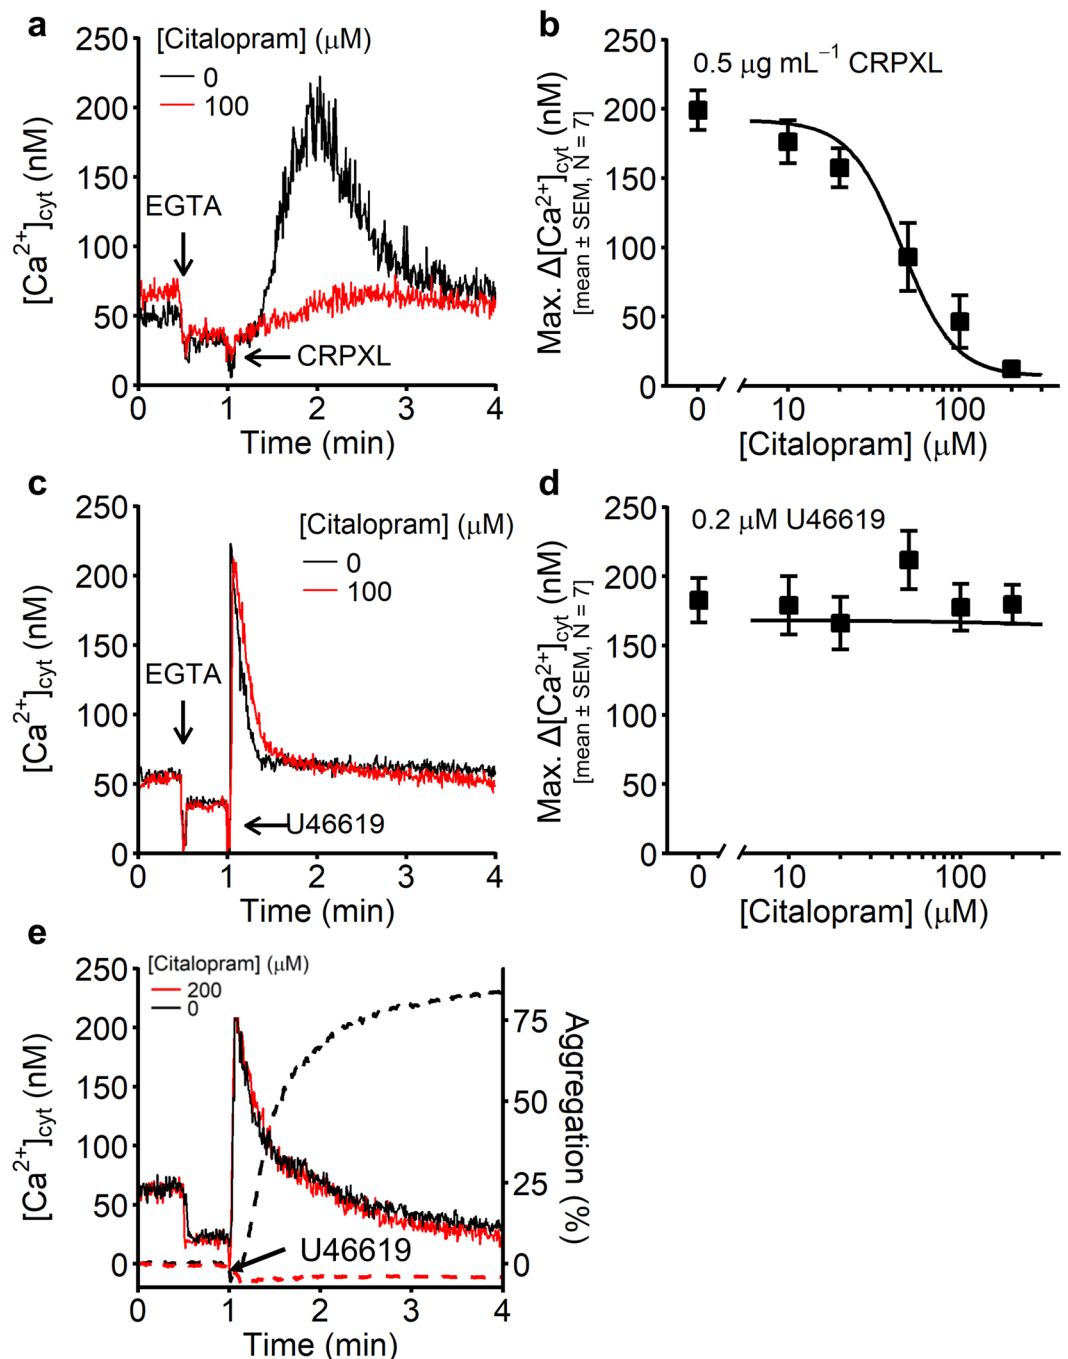 a
[Citalopram] (μM)
0
100
250
200
150
100
50
0
[Ca2+]cyt (nM)
EGTA
CRPXL
0 1 2 3 4
Time (min)
b
0.5 μg mL−1 CRPXL
250
200
150
100
50
0
Max. Δ[Ca2+]cyt (nM)
[mean ± SEM, N = 7]
0 10 100
[Citalopram] (μM)
c
[Citalopram] (μM)
0
100
250
200
150
100
50
0
[Ca2+]cyt (nM)
EGTA
U46619
0 1 2 3 4
Time (min)
d
0.2 μM U46619
250
200
150
100
50
0
Max. Δ[Ca2+]cyt (nM)
[mean ± SEM, N = 7]
0 10 100
[Citalopram] (μM)
e
[Citalopram] (μM)
200
0
250
200
150
100
50
0
[Ca2+]cyt (nM)
75
50
25
0
Aggregation (%)
U46619
0 1 2 3 4
Time (min)